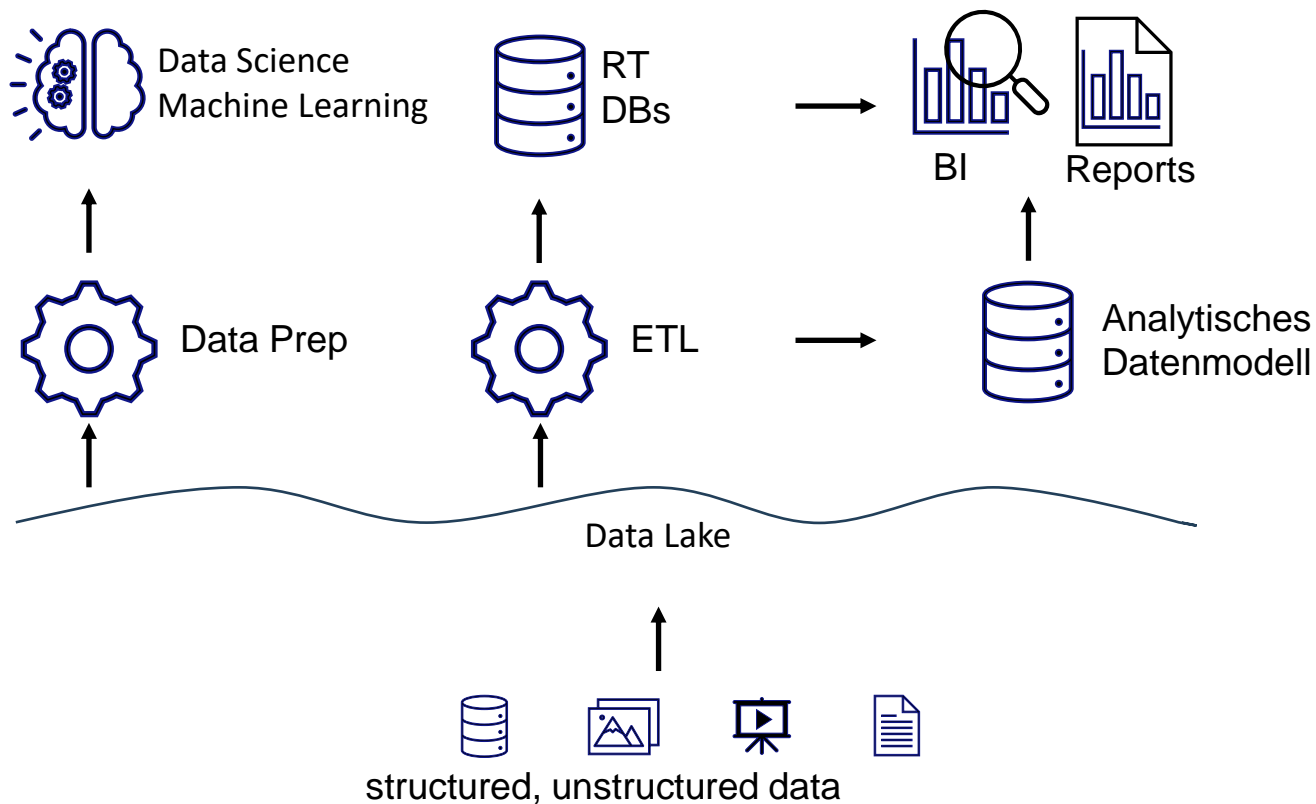 Data Science
Machine Learning
RT
DBs
BI
Reports
Data Prep
ETL
Analytisches
Datenmodell
Data Lake
structured, unstructured data